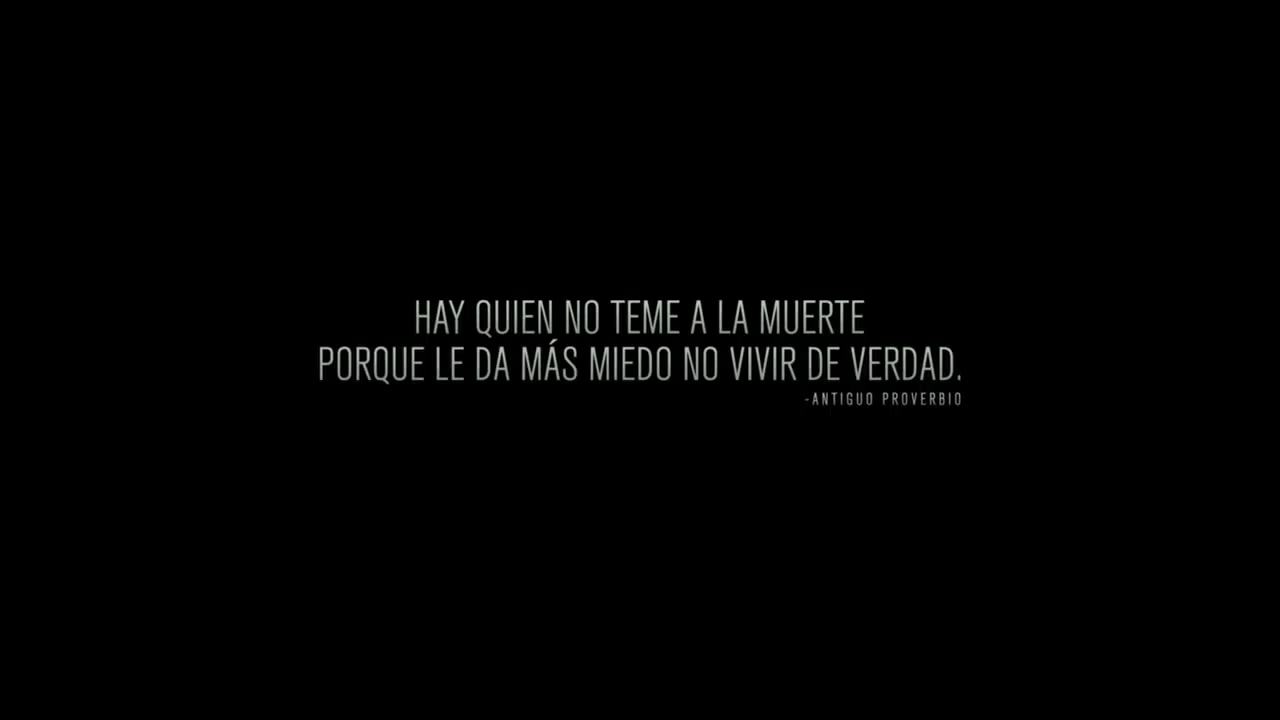 HAY QUIEN NO TEME A LA MUERTE
PORQUE LE DA MÁS MIEDO NO VIVIR DE VERDAD.
-ANTIGUO PROVERBIO